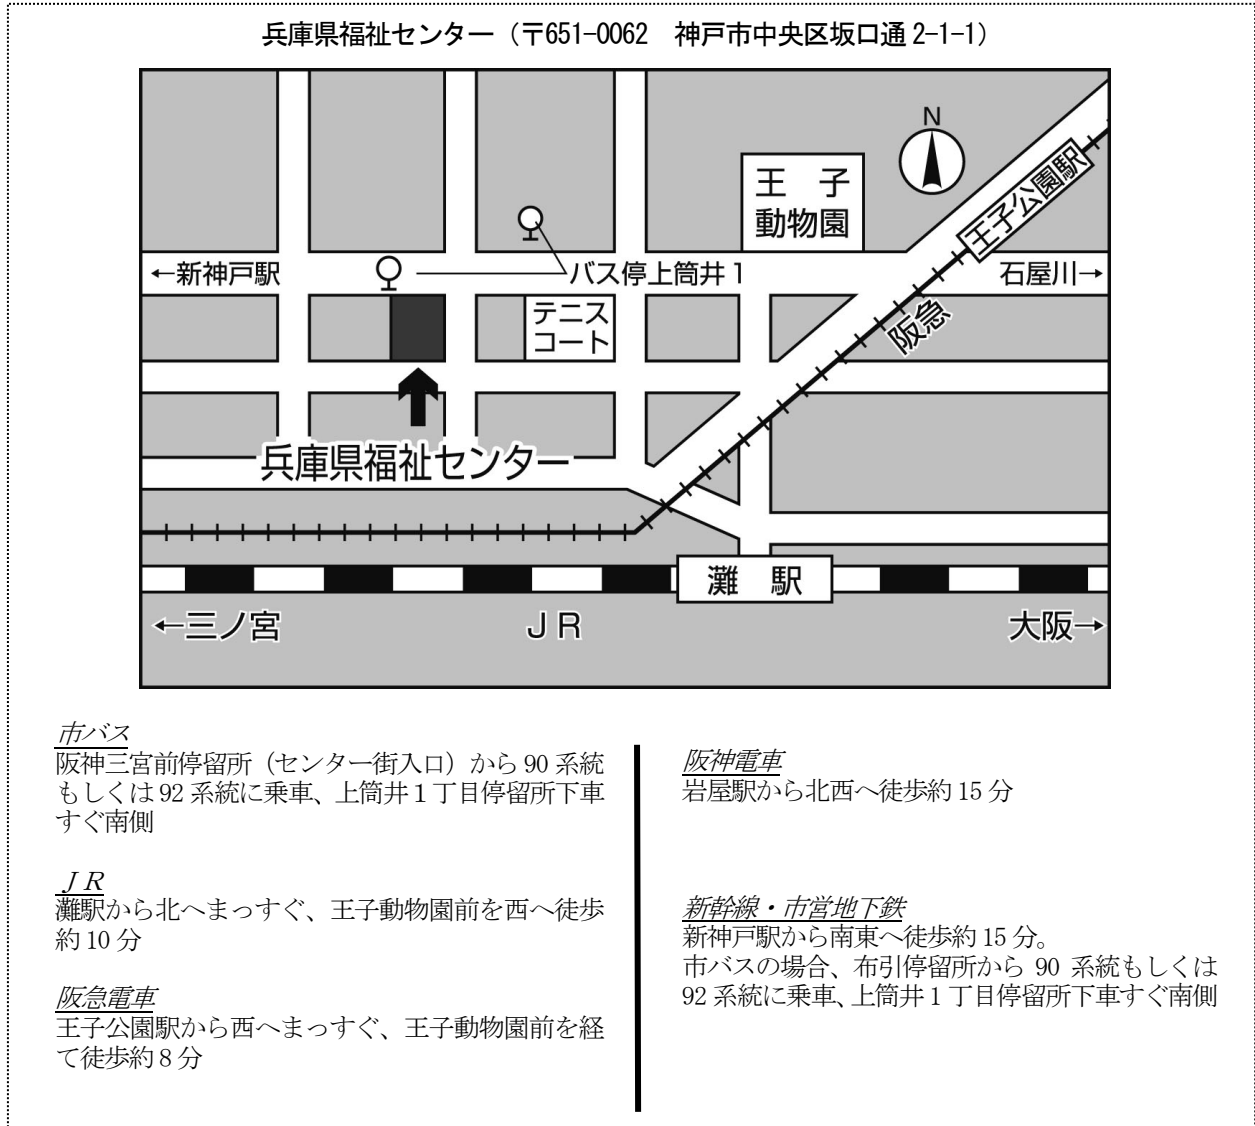 兵庫県福祉センター（〒651-0062　神戸市中央区坂口通 2-1-1）
N
王　子
動物園
王子公園駅
←新神戸駅
バス停上筒井１
石屋川→
テニス
コート
阪急
兵庫県福祉センター
灘　駅
←三ノ宮
ＪＲ
大阪→
市バス
阪神三宮前停留所（センター街入口）から 90 系統
もしくは 92 系統に乗車、上筒井１丁目停留所下車
すぐ南側
ＪＲ
灘駅から北へまっすぐ、王子動物園前を西へ徒歩
約 10 分
阪急電車
王子公園駅から西へまっすぐ、王子動物園前を経
て徒歩約８分
阪神電車
岩屋駅から北西へ徒歩約 15 分
新幹線・市営地下鉄
新神戸駅から南東へ徒歩約 15 分。
市バスの場合、布引停留所から 90 系統もしくは
92 系統に乗車、上筒井１丁目停留所下車すぐ南側